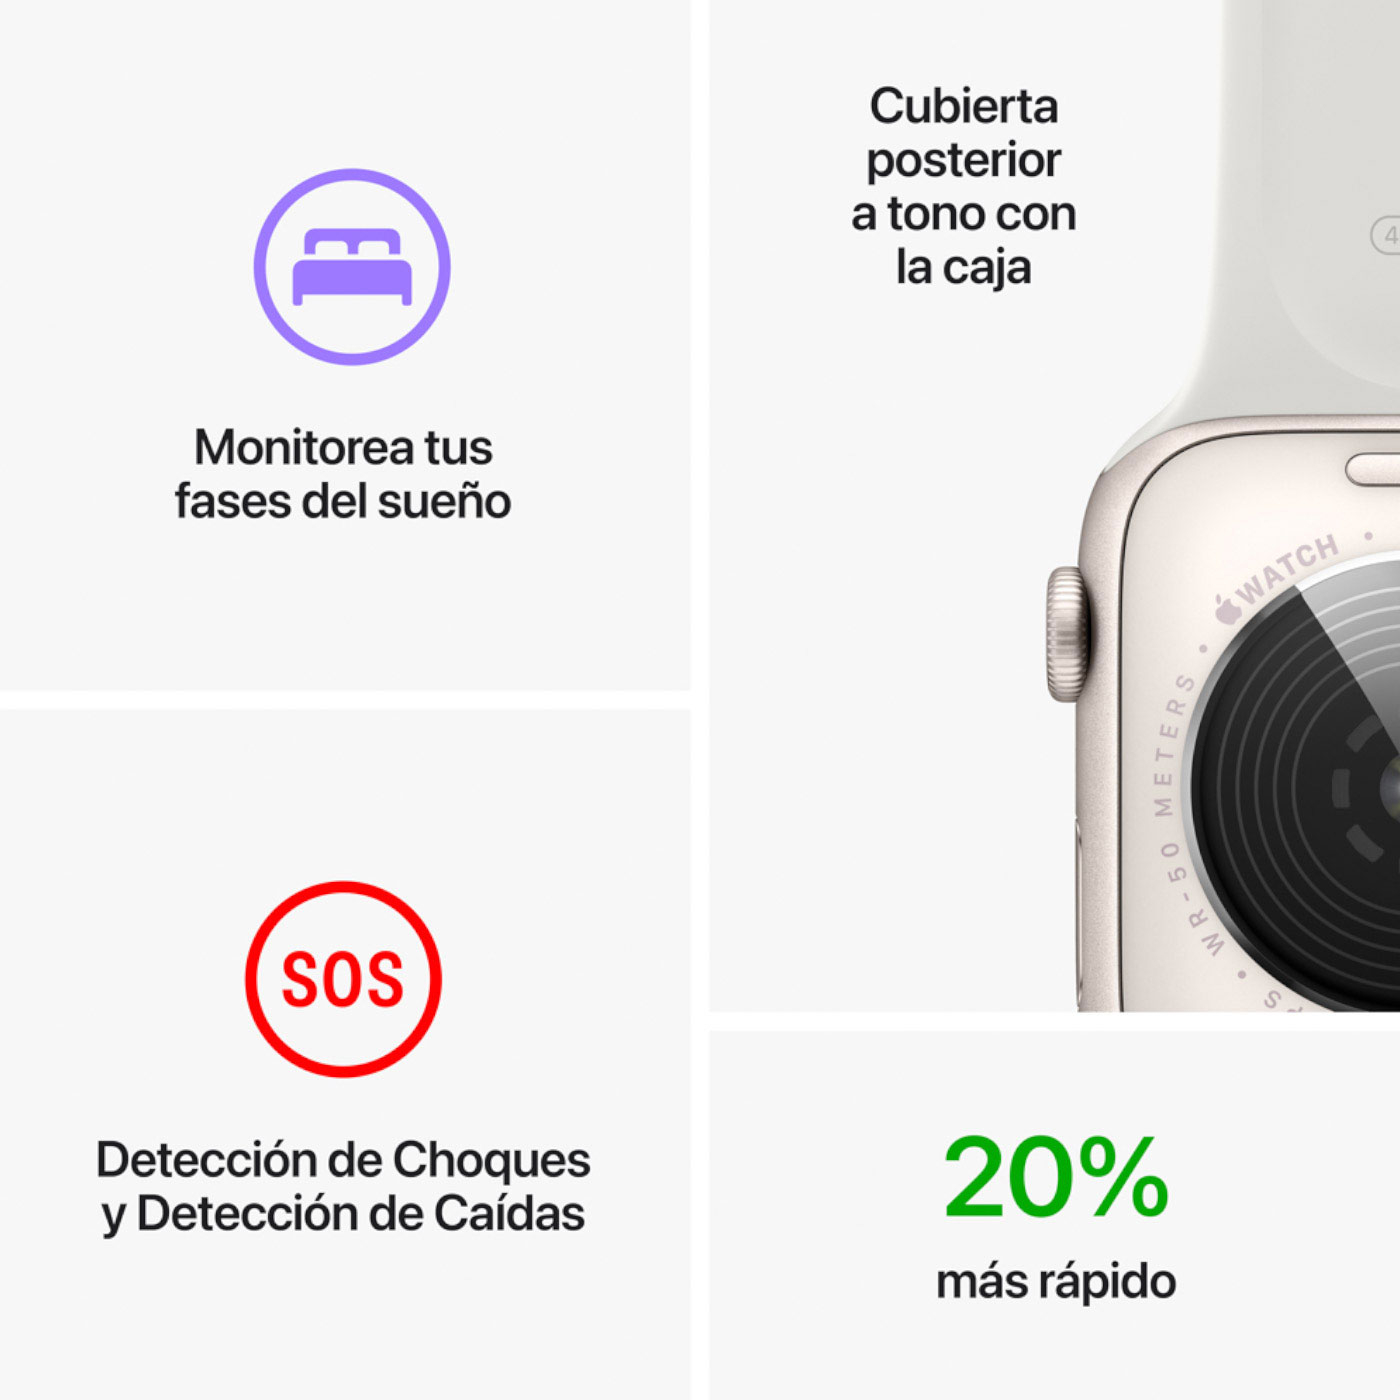 Monitorea tus
fases del sueño
Cubierta
posterior
a tono con
la caja
4
WATCH •
• WR-50 METERS •
S
SOS
Detección de Choques
y Detección de Caídas
20%
más rápido